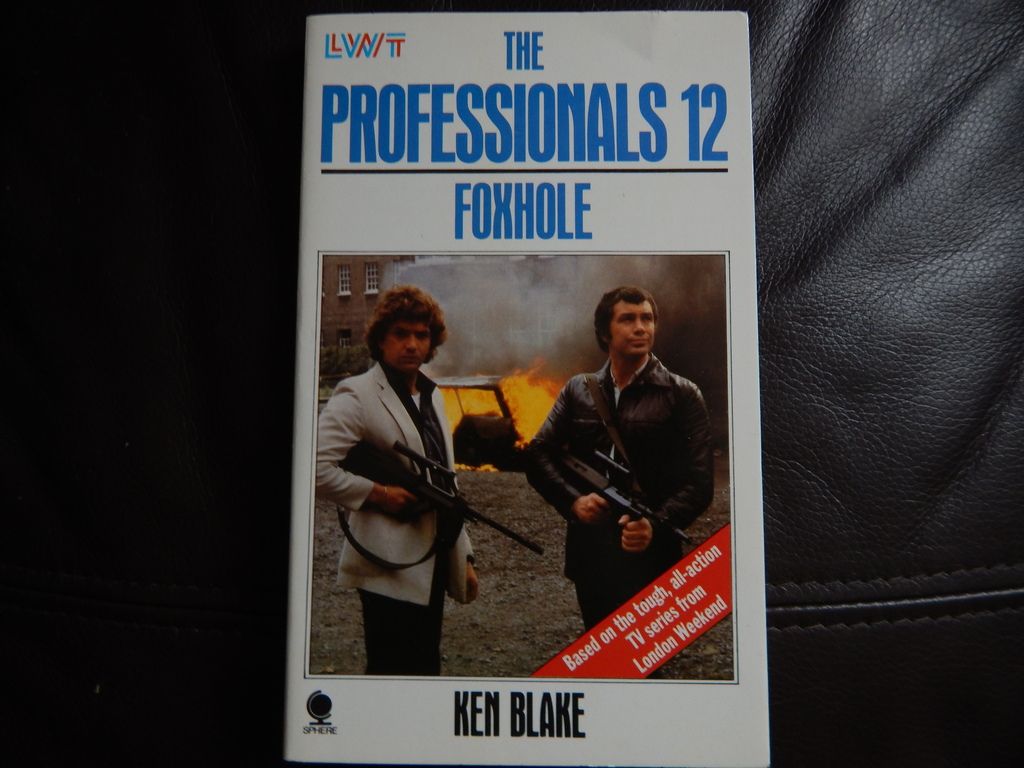 LWT
THE
PROFESSIONALS 12
FOXHOLE
Based on the tough, all-action
TV series from
London Weekend
KEN BLAKE
SPHERE